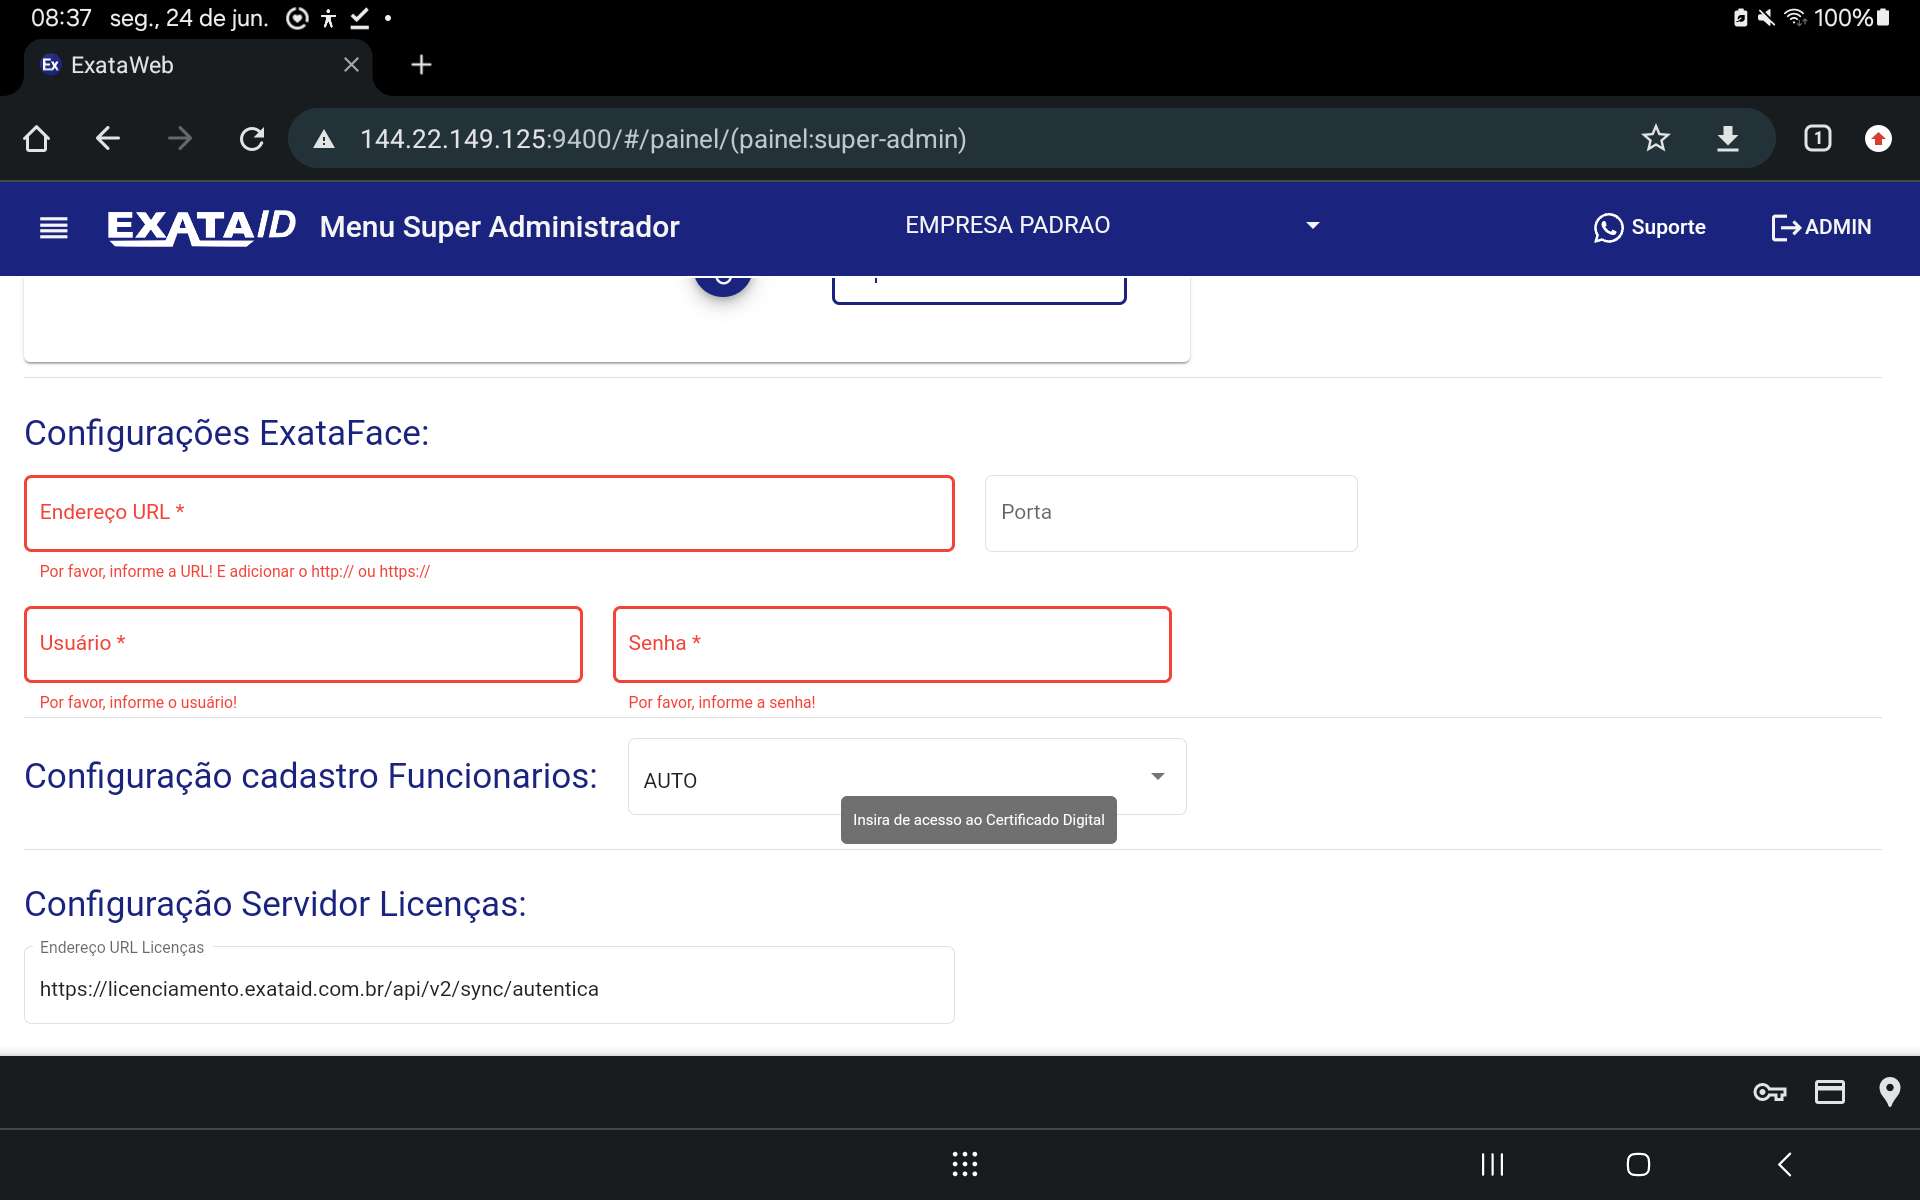 08:37 seg., 24 de jun. 100%
Ex ExataWeb
144.22.149.125:9400/#/painel/(painel:super-admin) 1
EXATAID Menu Super Administrador EMPRESA PADRAO Suporte ADMIN
Configurações ExataFace:
Endereço URL * Porta
Por favor, informe a URL! E adicionar o http:// ou https://
Usuário * Senha *
Por favor, informe o usuário! Por favor, informe a senha!
Configuração cadastro Funcionarios: AUTO
Insira de acesso ao Certificado Digital
Configuração Servidor Licenças:
Endereço URL Licenças
https://licenciamento.exataid.com.br/api/v2/sync/autentica